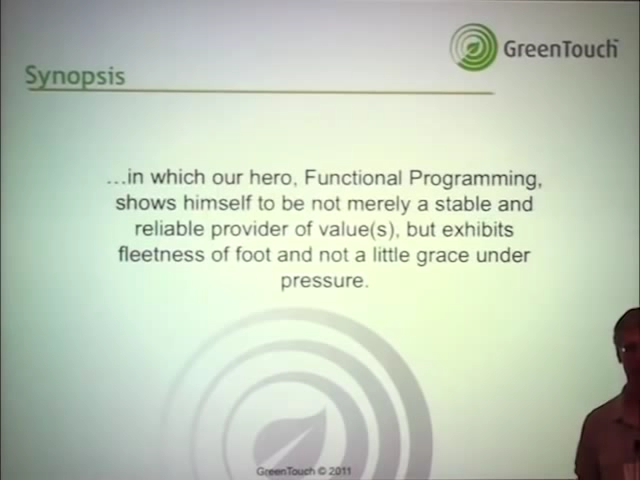 GreenTouch™
Synopsis
...in which our hero, Functional Programming,
shows himself to be not merely a stable and
reliable provider of value(s), but exhibits
fleetness of foot and not a little grace under
pressure.
GreenTouch © 2011